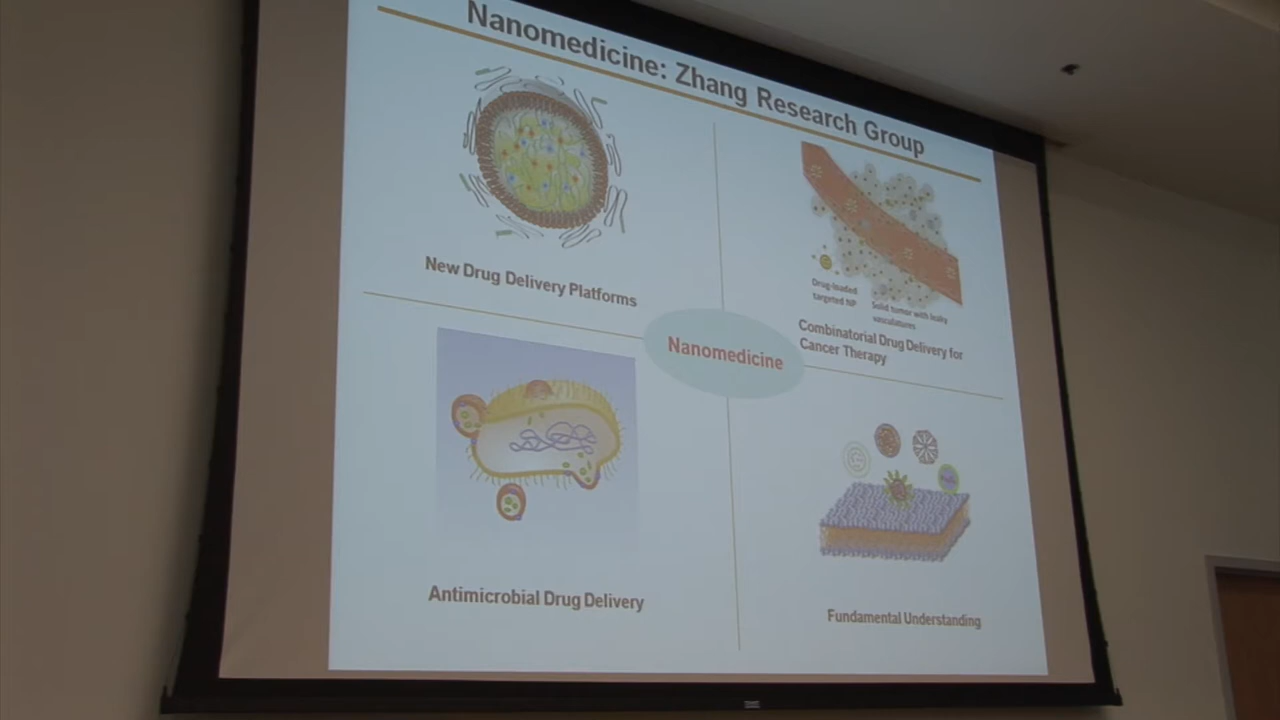 Nanomedicine: Zhang Research Group
New Drug Delivery Platforms
Drug-loaded
targeted NP
Solid tumor with leaky
vasculatures
Combinatorial Drug Delivery for
Cancer Therapy
Nanomedicine
Antimicrobial Drug Delivery
Fundamental Understanding